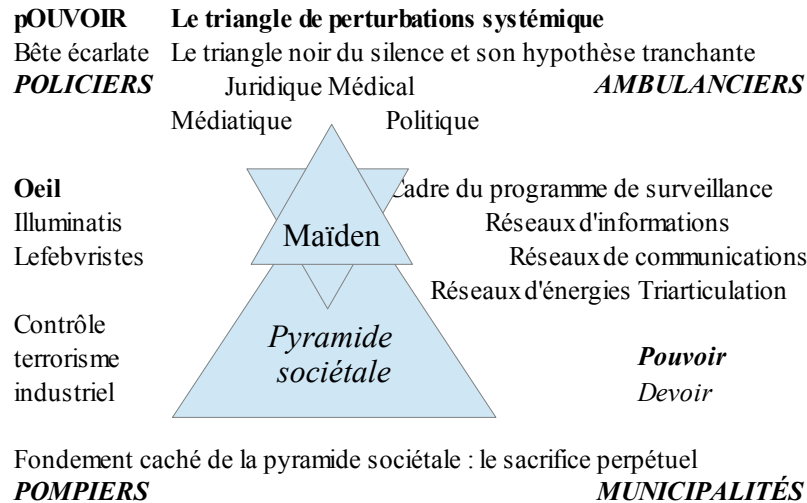 pOUVOIR Le triangle de perturbations systémique
Bête écarlate Le triangle noir du silence et son hypothèse tranchante
POLICIERS Juridique Médical AMBULANCIERS
Médiatique Politique
Oeil Cadre du programme de surveillance
Illuminatis Réseaux d'informations
Maïden
Lefebvristes Réseaux de communications
Réseaux d'énergies Triarticulation
Contrôle
Pyramide
terrorisme Pouvoir
sociétale
industriel Devoir
Fondement caché de la pyramide sociétale : le sacrifice perpétuel
POMPIERS MUNICIPALITÉS